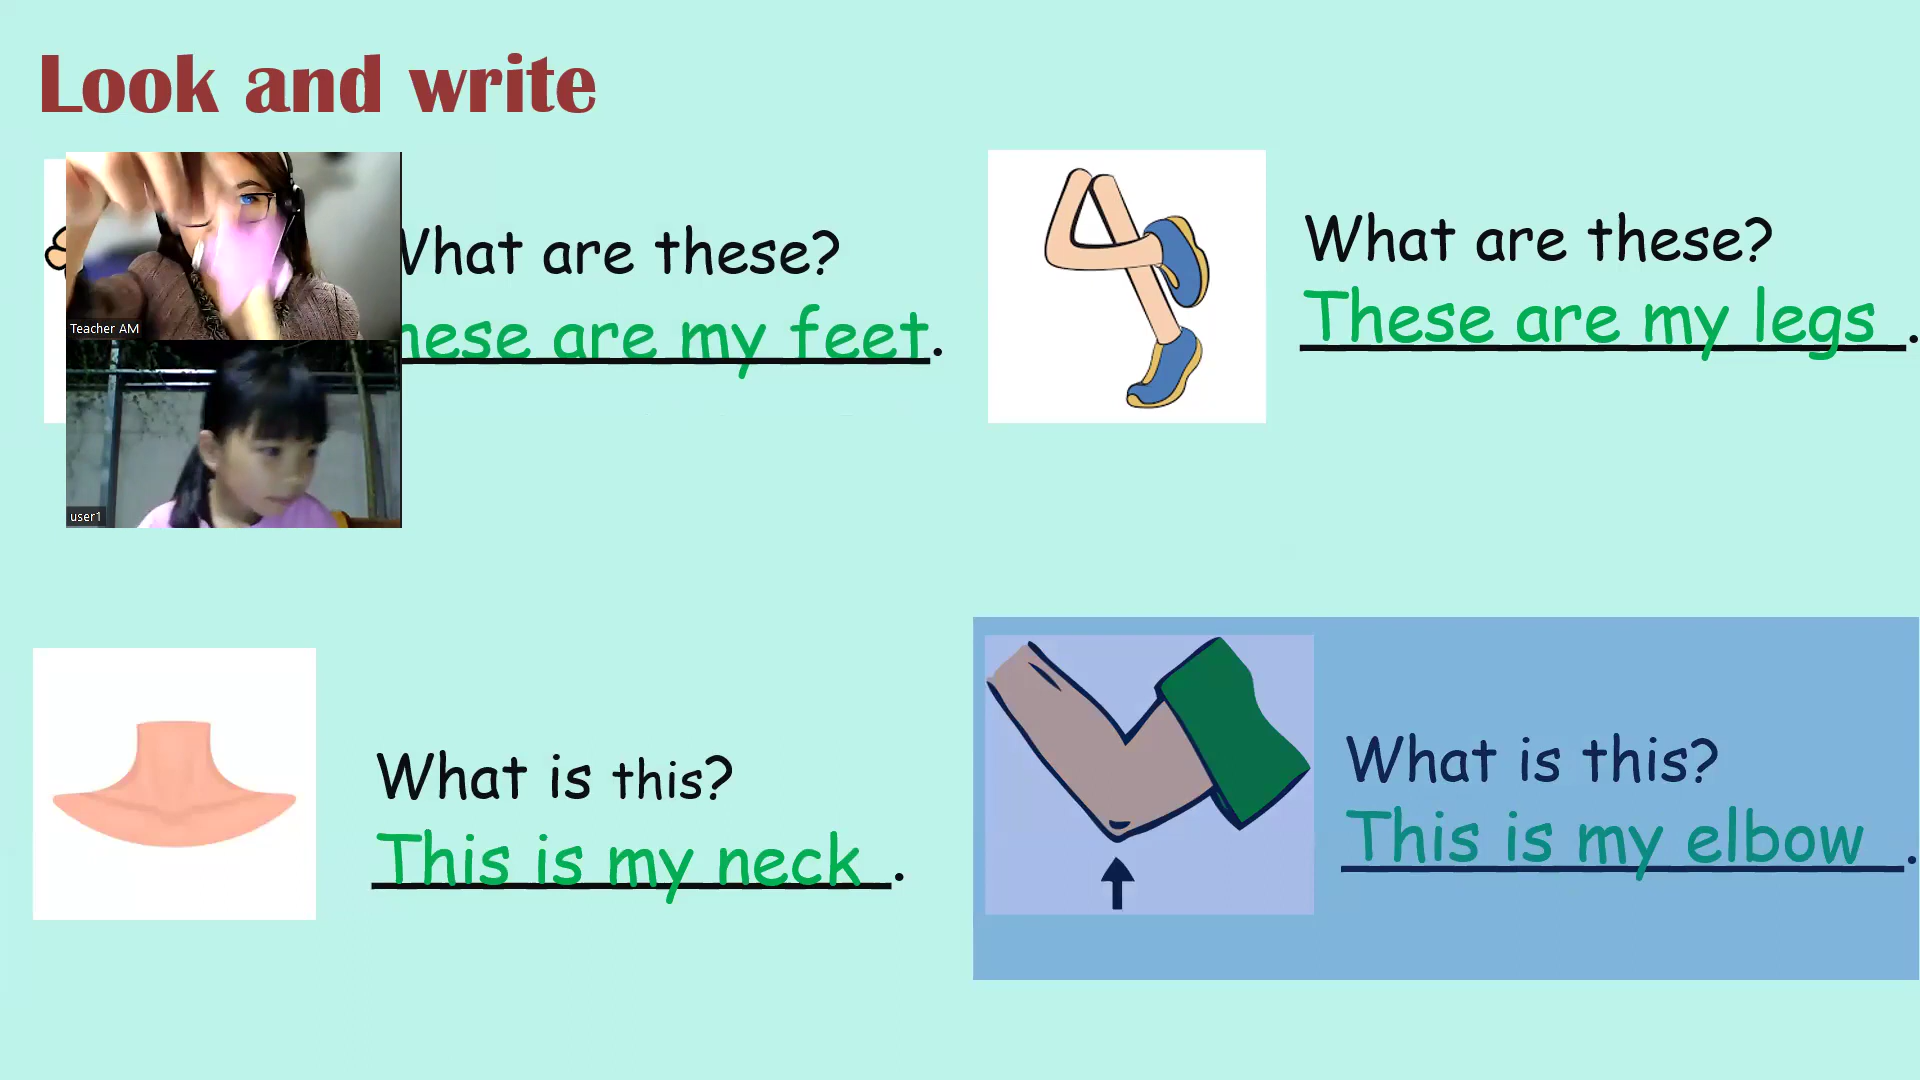 Look and write
What are these?
are my feet.
Teacher AM
user1
What are these?
These are my legs.
What is this?
This is my neck.
What is this?
This is my elbow.